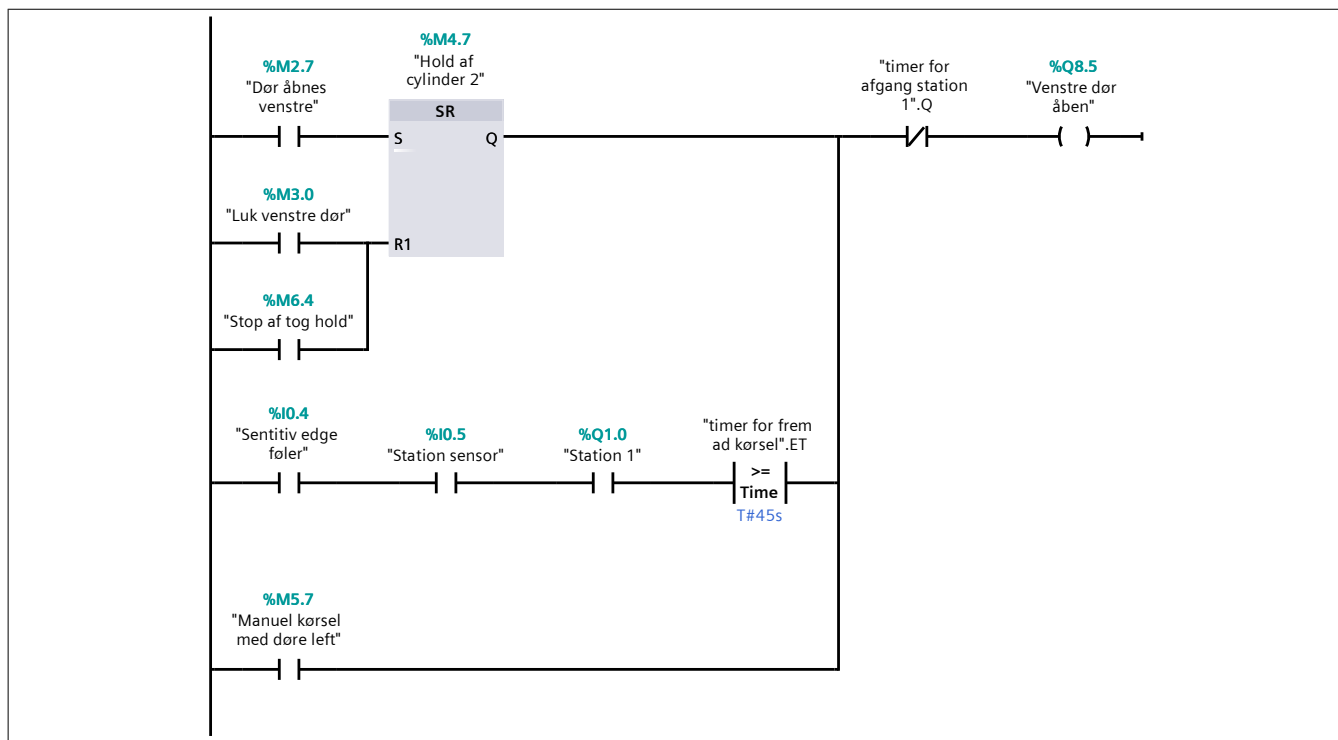 %M4.7
"Hold af
cylinder 2"
%M2.7
"Dør åbnes
venstre"
"timer for
afgang station
1".Q
%Q8.5
"Venstre dør
åben"
SR
S
Q
%M3.0
"Luk venstre dør"
R1
%M6.4
"Stop af tog hold"
%I0.4
"Sentitiv edge
føler"
%I0.5
"Station sensor"
%Q1.0
"Station 1"
"timer for frem
ad kørsel".ET
>=
Time
T#45s
%M5.7
"Manuel kørsel
med døre left"